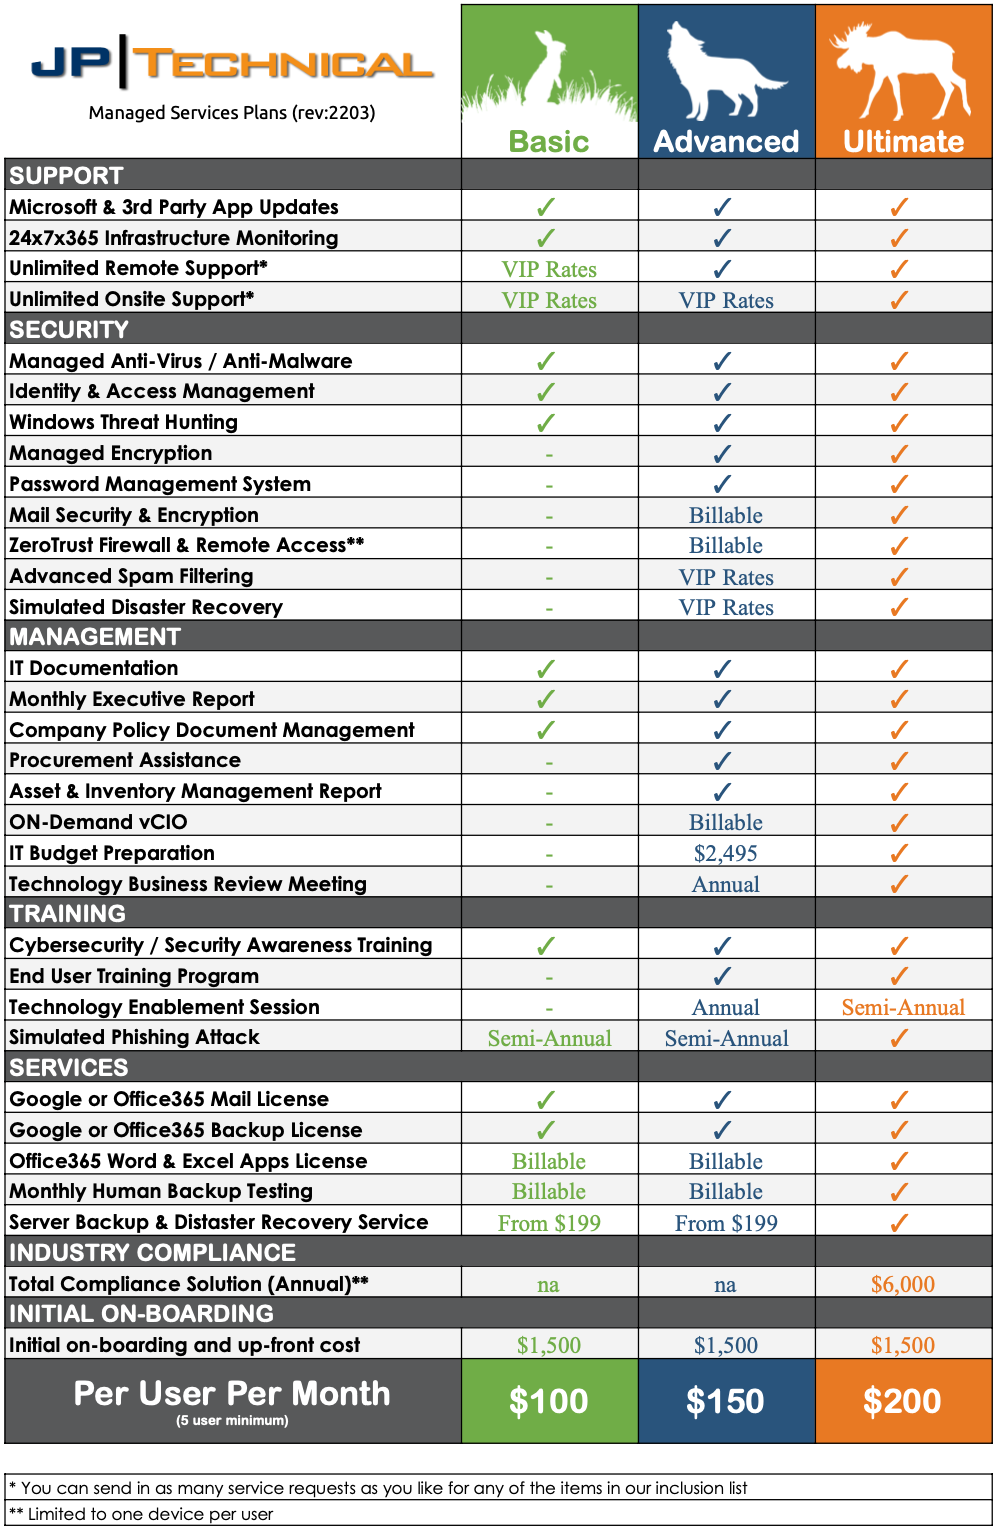 JP|TECHNICAL
Managed Services Plans (rev:2203)
Basic Advanced Ultimate
SUPPORT
Microsoft & 3rd Party App Updates ✓ ✓ ✓
24x7x365 Infrastructure Monitoring ✓ ✓ ✓
Unlimited Remote Support* VIP Rates ✓ ✓
Unlimited Onsite Support* VIP Rates VIP Rates ✓
SECURITY
Managed Anti-Virus / Anti-Malware ✓ ✓ ✓
Identity & Access Management ✓ ✓ ✓
Windows Threat Hunting ✓ ✓ ✓
Managed Encryption - ✓ ✓
Password Management System - ✓ ✓
Mail Security & Encryption - Billable ✓
ZeroTrust Firewall & Remote Access** - Billable ✓
Advanced Spam Filtering - VIP Rates ✓
Simulated Disaster Recovery - VIP Rates ✓
MANAGEMENT
IT Documentation ✓ ✓ ✓
Monthly Executive Report ✓ ✓ ✓
Company Policy Document Management ✓ ✓ ✓
Procurement Assistance - ✓ ✓
Asset & Inventory Management Report - ✓ ✓
ON-Demand vCIO - Billable ✓
IT Budget Preparation - $2,495 ✓
Technology Business Review Meeting - Annual ✓
TRAINING
Cybersecurity / Security Awareness Training ✓ ✓ ✓
End User Training Program - ✓ ✓
Technology Enablement Session - Annual Semi-Annual
Simulated Phishing Attack Semi-Annual Semi-Annual ✓
SERVICES
Google or Office365 Mail License ✓ ✓ ✓
Google or Office365 Backup License ✓ ✓ ✓
Office365 Word & Excel Apps License Billable Billable ✓
Monthly Human Backup Testing Billable Billable ✓
Server Backup & Distaster Recovery Service From $199 From $199 ✓
INDUSTRY COMPLIANCE
Total Compliance Solution (Annual)** na na $6,000
INITIAL ON-BOARDING
Initial on-boarding and up-front cost $1,500 $1,500 $1,500
Per User Per Month $100 $150 $200
(5 user minimum)
* You can send in as many service requests as you like for any of the items in our inclusion list
** Limited to one device per user